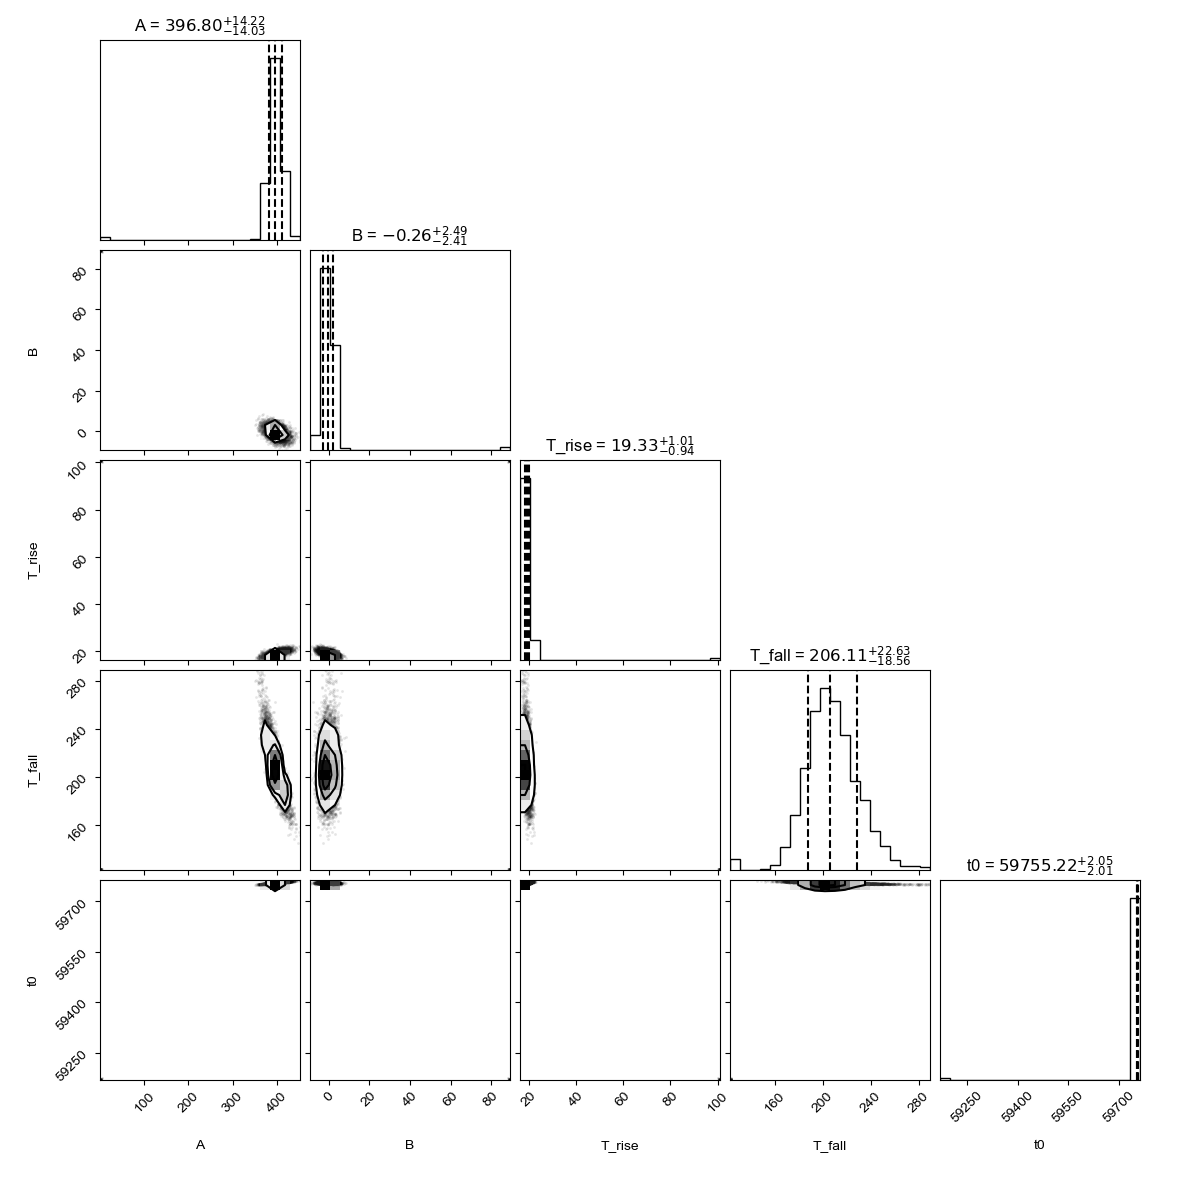 A = 396.80+14.22−14.03
B = −0.26+2.49−2.41
80
60
40
20
0
B
T_rise = 19.33+1.01−0.94
100
80
60
40
20
T_rise
T_fall = 206.11+22.63−18.56
280
240
200
160
T_fall
t0 = 59755.22+2.05−2.01
59700
59550
59400
59250
t0
100 200 300 400 0 20 40 60 80 20 40 60 80 100 160 200 240 280 59250 59400 59550 59700
A B T_rise T_fall t0